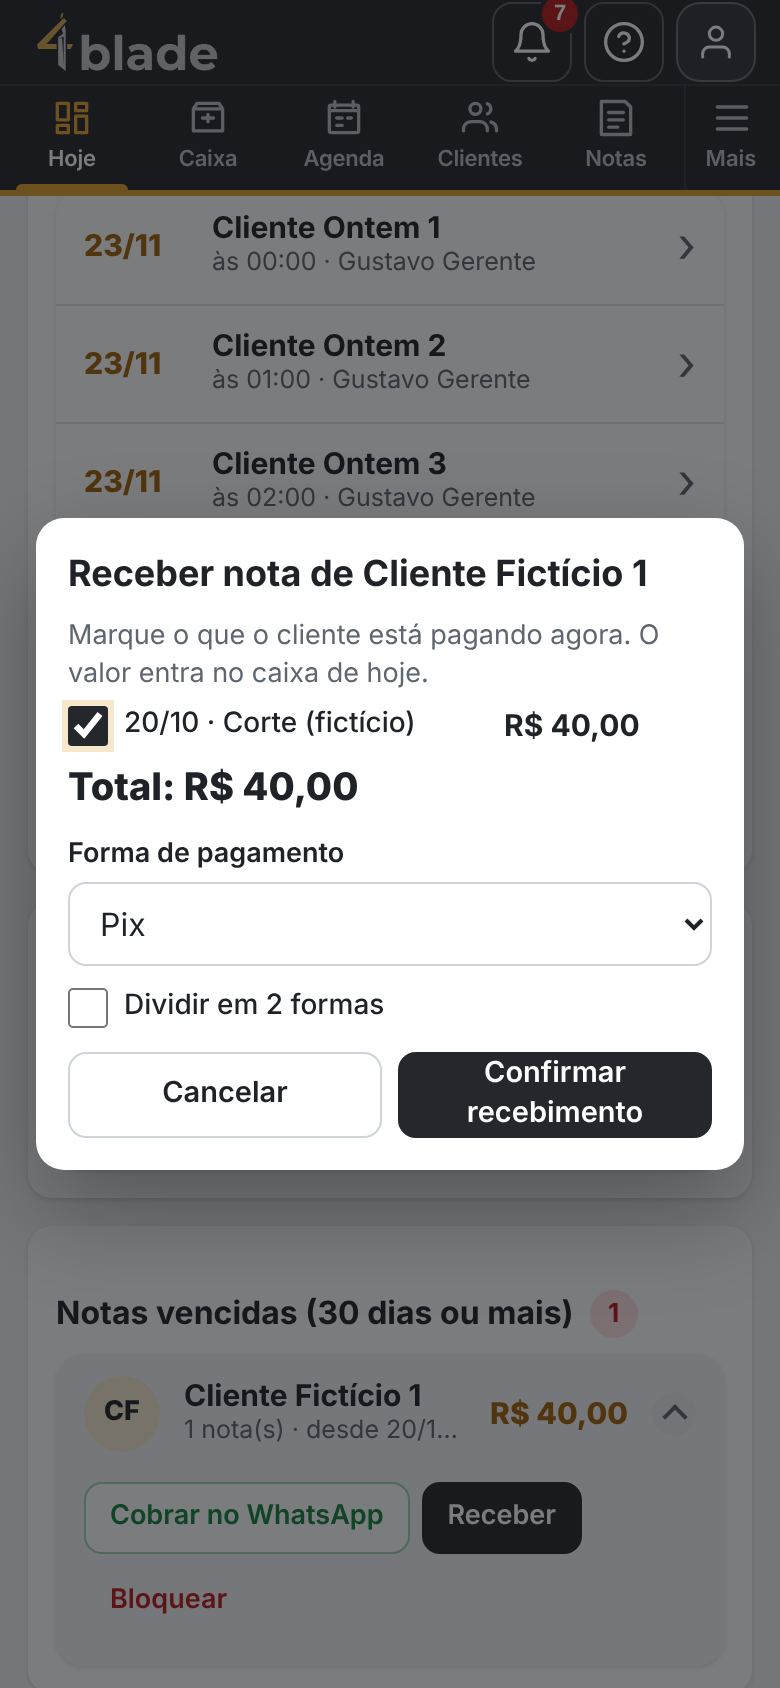 4blade
7
Hoje
Caixa
Agenda
Clientes
Notas
Mais
23/11
Cliente Ontem 1
às 00:00 · Gustavo Gerente
23/11
Cliente Ontem 2
às 01:00 · Gustavo Gerente
23/11
Cliente Ontem 3
às 02:00 · Gustavo Gerente
Receber nota de Cliente Fictício 1
Marque o que o cliente está pagando agora. O
valor entra no caixa de hoje.
20/10 · Corte (fictício) R$ 40,00
Total: R$ 40,00
Forma de pagamento
Pix
Dividir em 2 formas
Cancelar
Confirmar
recebimento
Notas vencidas (30 dias ou mais) 1
CF
Cliente Fictício 1
1 nota(s) · desde 20/1...
R$ 40,00
Cobrar no WhatsApp
Receber
Bloquear